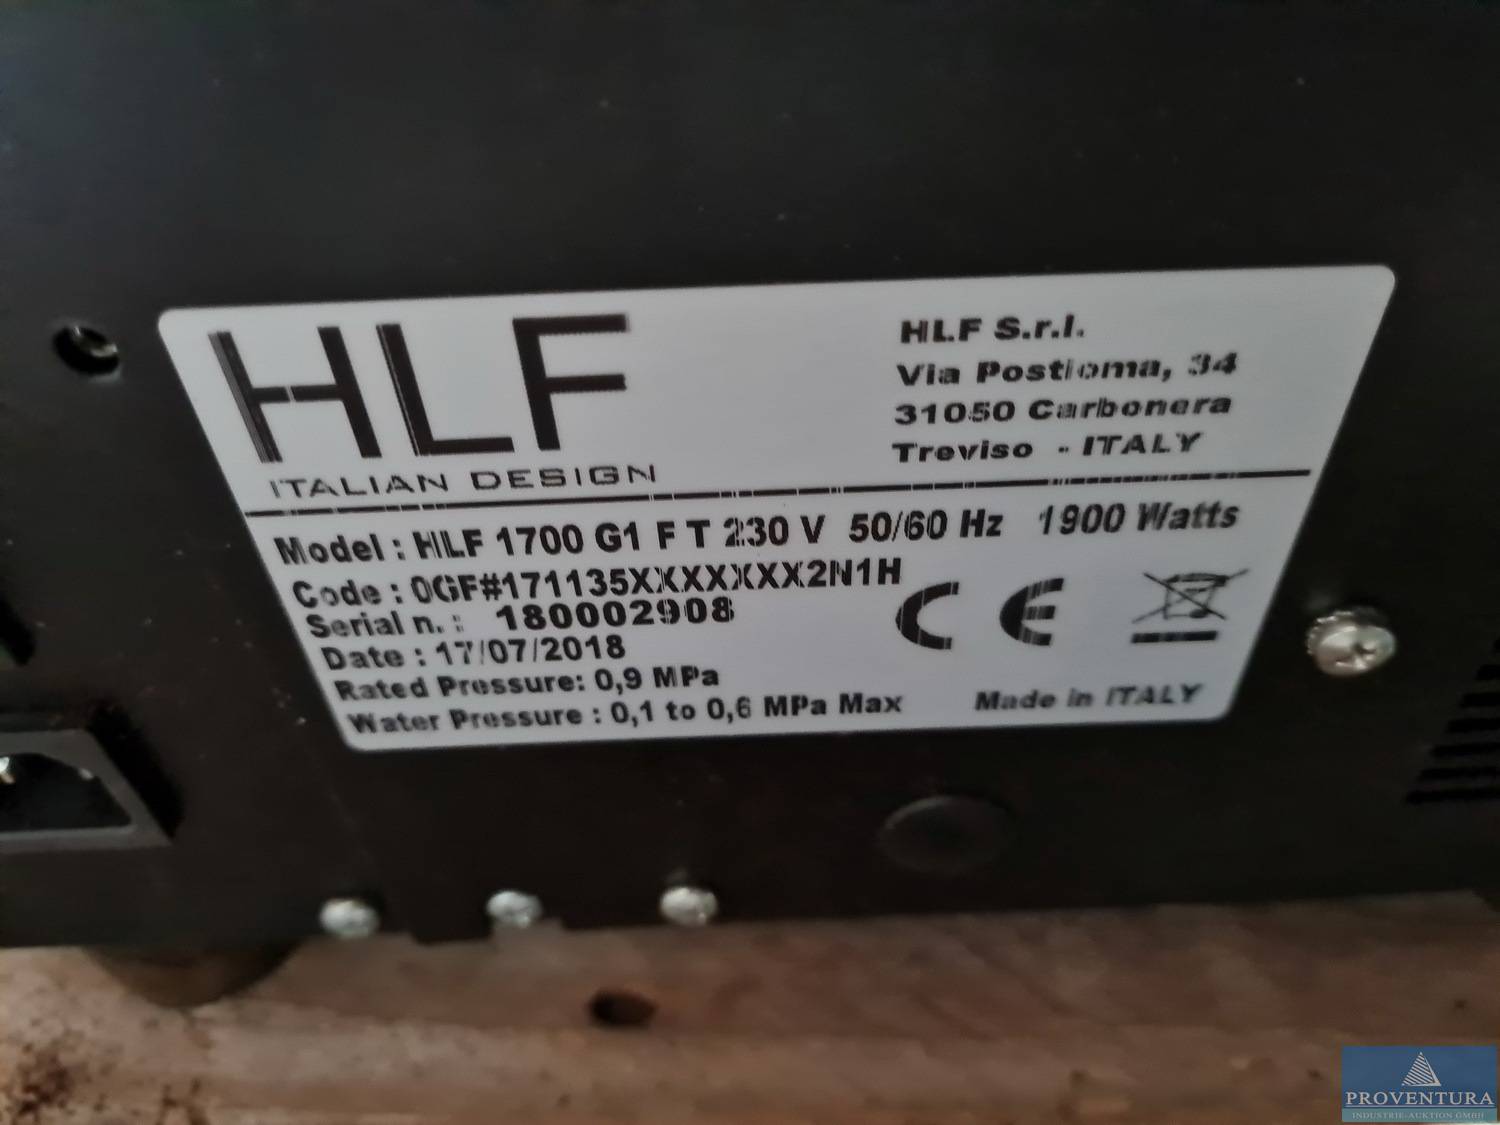 HLF
ITALIAN DESIGN
HLF S.r.l.
Via Postioma, 34
31050 Carbonera
Treviso - ITALY
Model : HLF 1700 G1 F T 230 V 50/60 Hz 1900 Watts
Code : 0GF#171135XXXXXXX2N1H
Serial n. : 180002908
Date : 17/07/2018
Rated Pressure: 0,9 MPa
Water Pressure : 0,1 to 0,6 MPa Max
CE
Made in ITALY
PROVENTURA
INDUSTRIE-AUKTION GMBH